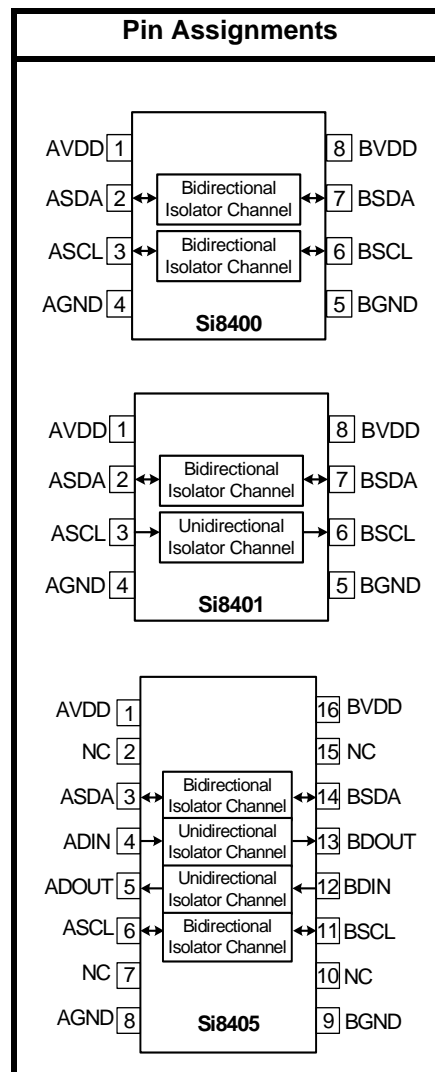 Pin Assignments
AVDD 1 8 BVDD
ASDA 2 Bidirectional Isolator Channel 7 BSDA
ASCL 3 Bidirectional Isolator Channel 6 BSCL
AGND 4 5 BGND
Si8400
AVDD 1 8 BVDD
ASDA 2 Bidirectional Isolator Channel 7 BSDA
ASCL 3 Unidirectional Isolator Channel 6 BSCL
AGND 4 5 BGND
Si8401
AVDD 1 16 BVDD
NC 2 15 NC
ASDA 3 Bidirectional Isolator Channel 14 BSDA
ADIN 4 Unidirectional Isolator Channel 13 BDOUT
ADOUT 5 Unidirectional Isolator Channel 12 BDIN
ASCL 6 Bidirectional Isolator Channel 11 BSCL
NC 7 10 NC
AGND 8 Si8405 9 BGND